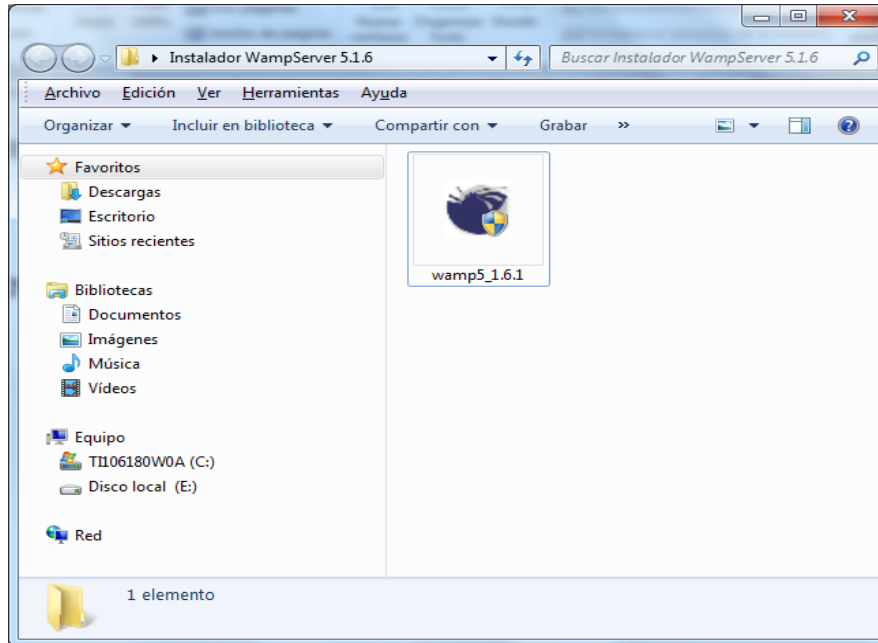 Instalador WampServer 5.1.6
Buscar Instalador WampServer 5.1.6
Archivo Edición Ver Herramientas Ayuda
Organizar Incluir en biblioteca Compartir con Grabar »
Favoritos
Descargas
Escritorio
Sitios recientes
Bibliotecas
Documentos
Imágenes
Música
Vídeos
Equipo
TI106180W0A (C:)
Disco local (E:)
Red
wamp5_1.6.1
1 elemento